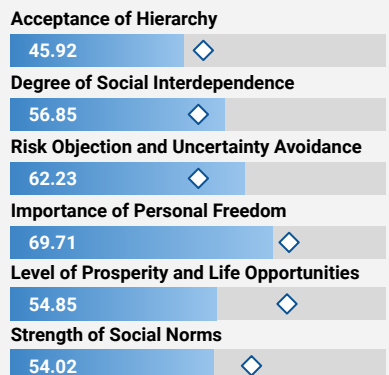 Acceptance of Hierarchy
45.92
Degree of Social Interdependence
56.85
Risk Objection and Uncertainty Avoidance
62.23
Importance of Personal Freedom
69.71
Level of Prosperity and Life Opportunities
54.85
Strength of Social Norms
54.02